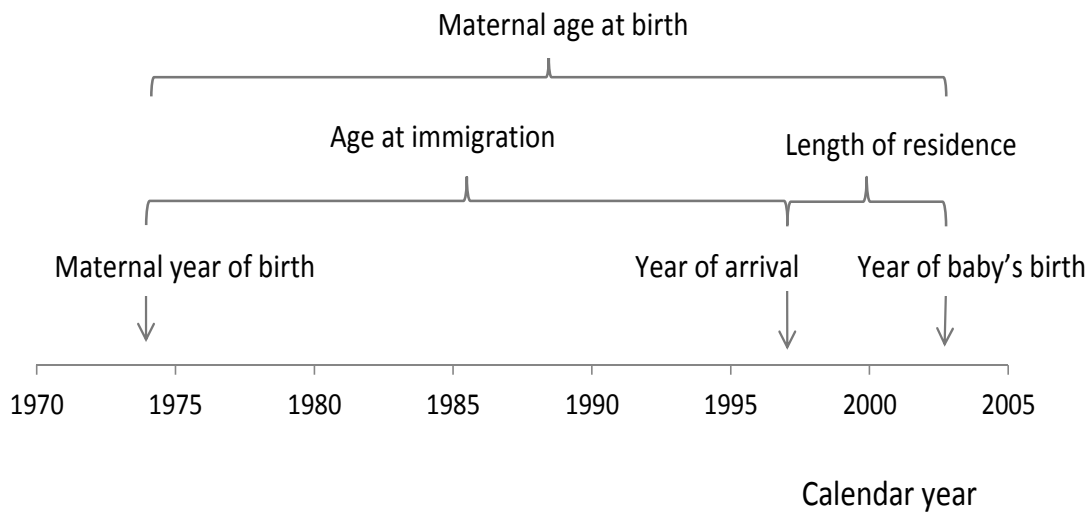 Maternal age at birth
Age at immigration
Length of residence
Maternal year of birth
Year of arrival
Year of baby’s birth
1970 1975 1980 1985 1990 1995 2000 2005
Calendar year